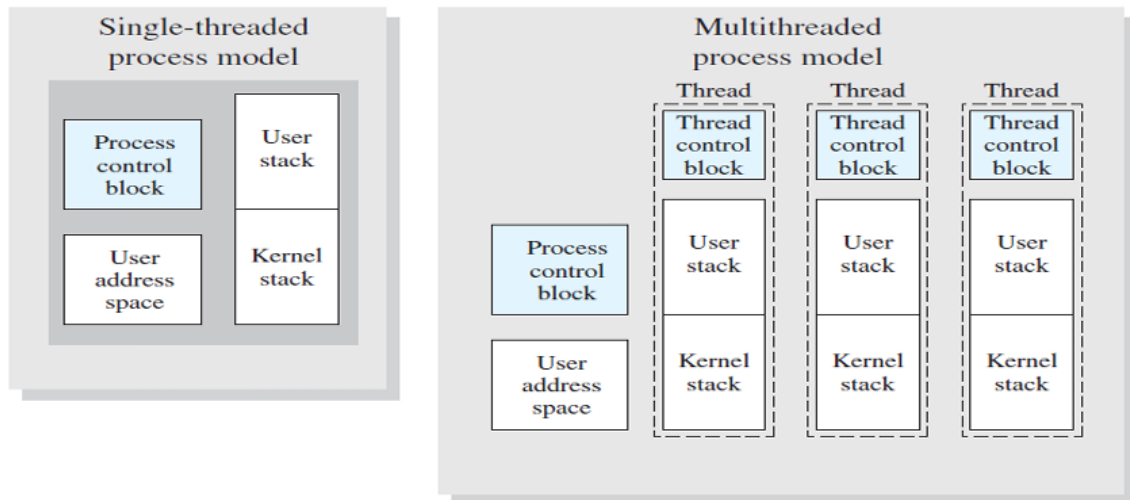 Single-threaded
process model
Process
control
block
User
stack
User
address
space
Kernel
stack
Multithreaded
process model
Thread
Thread
Thread
Thread
control
block
Thread
control
block
Thread
control
block
Process
control
block
User
stack
User
stack
User
stack
User
address
space
Kernel
stack
Kernel
stack
Kernel
stack